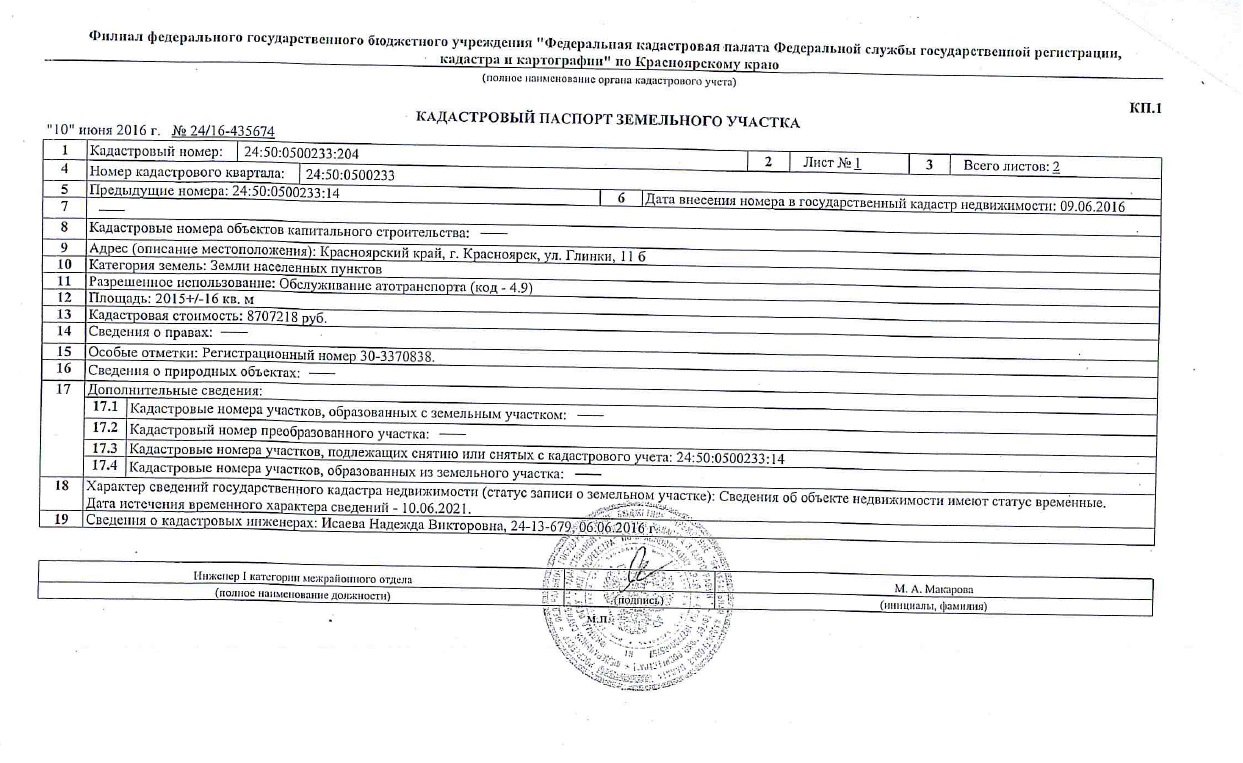 Филиал федерального государственного бюджетного учреждения "Федеральная кадастровая палата Федеральной службы государственной регистрации,
кадастра и картографии" по Красноярскому краю
(полное наименование органа кадастрового учета)
КП.1
КАДАСТРОВЫЙ ПАСПОРТ ЗЕМЕЛЬНОГО УЧАСТКА
"10" июня 2016 г. № 24/16-435674
1 Кадастровый номер: 24:50:0500233:204 2 Лист № 1 3 Всего листов: 2
4 Номер кадастрового квартала: 24:50:0500233
5 Предыдущие номера: 24:50:0500233:14 6 Дата внесения номера в государственный кадастр недвижимости: 09.06.2016
7 ——
8 Кадастровые номера объектов капитального строительства: ——
9 Адрес (описание местоположения): Красноярский край, г. Красноярск, ул. Глинки, 11 б
10 Категория земель: Земли населенных пунктов
11 Разрешенное использование: Обслуживание атотранспорта (код - 4.9)
12 Площадь: 2015+/-16 кв. м
13 Кадастровая стоимость: 8707218 руб.
14 Сведения о правах: ——
15 Особые отметки: Регистрационный номер 30-3370838.
16 Сведения о природных объектах: ——
17 Дополнительные сведения:
17.1 Кадастровые номера участков, образованных с земельным участком: ——
17.2 Кадастровый номер преобразованного участка: ——
17.3 Кадастровые номера участков, подлежащих снятию или снятых с кадастрового учета: 24:50:0500233:14
17.4 Кадастровые номера участков, образованных из земельного участка: ——
18 Характер сведений государственного кадастра недвижимости (статус записи о земельном участке): Сведения об объекте недвижимости имеют статус временные.
Дата истечения временного характера сведений - 10.06.2021.
19 Сведения о кадастровых инженерах: Исаева Надежда Викторовна, 24-13-679, 06.06.2016 г.
Инженер I категории межрайонного отдела М. А. Макарова
(полное наименование должности) (подпись) (инициалы, фамилия)
М.П.